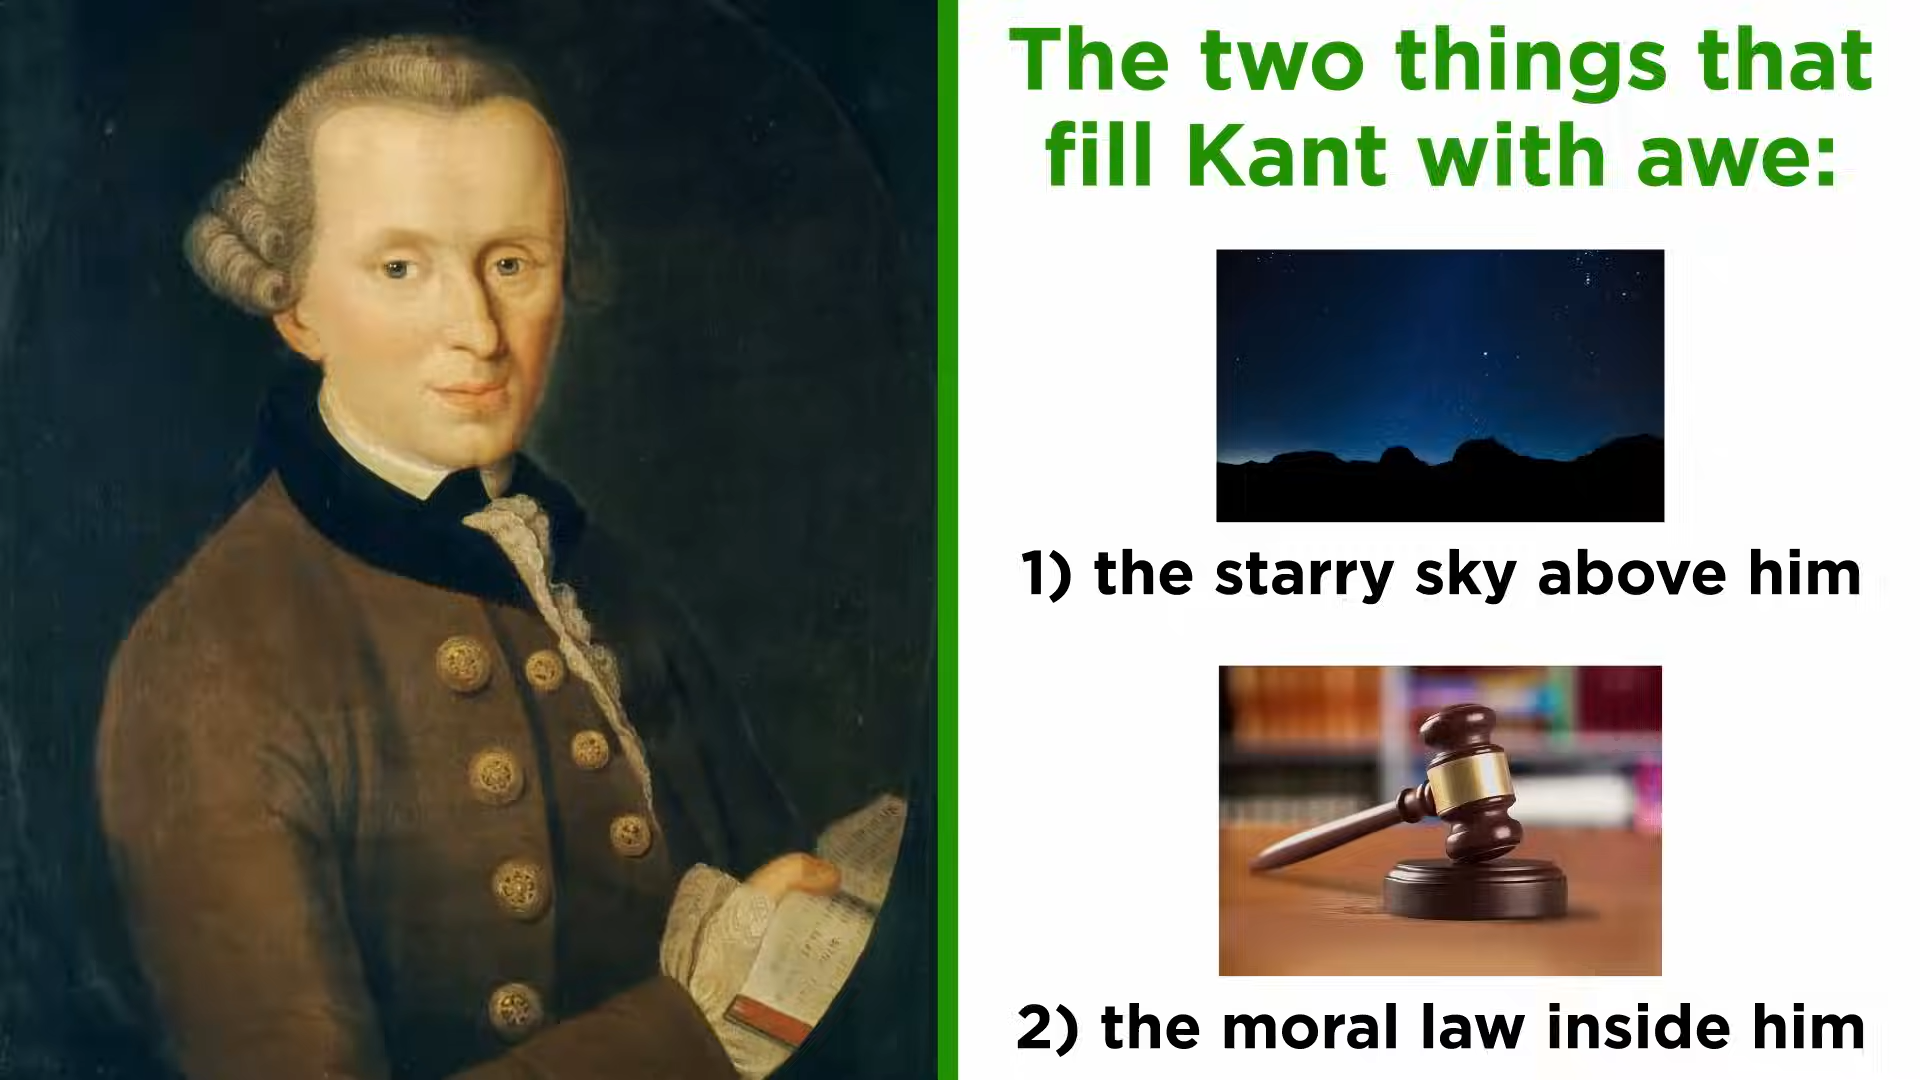 The two things that
fill Kant with awe:
1) the starry sky above him
2) the moral law inside him